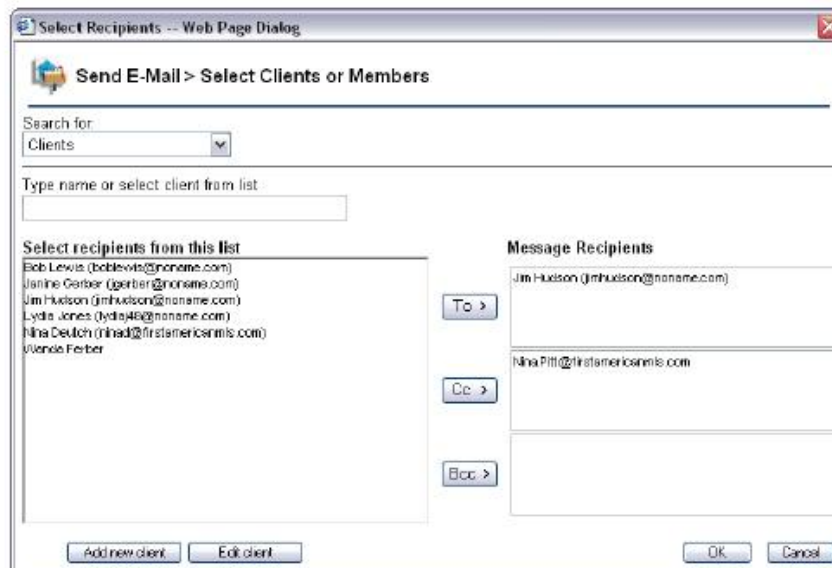 Select Recipients -- Web Page Dialog
Send E-Mail > Select Clients or Members
Search for
Clients
Type name or select client from list
Select recipients from this list
Bob Lewis (boblewis@noname.com)
Janine Gerber (jgerber@noname.com)
Jim Hudson (jimhudson@noname.com)
Lydia Jones (lydiaj48@noname.com)
Nina Deutch (ninad@firstamericanmls.com)
Wanda Ferber
Message Recipients
To >
Jim Hudson (jimhudson@noname.com)
Cc >
Nina Pitt@firstamericanmls.com
Bcc >
Add new client
Edit client
OK
Cancel